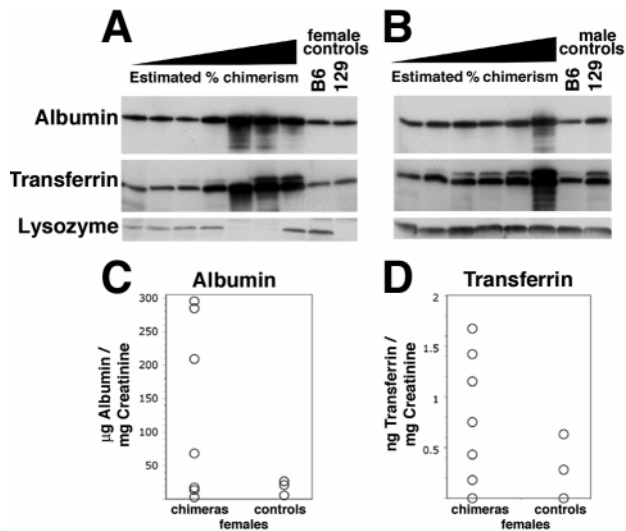 A
female
controls
Estimated % chimerism
B6
129
B
male
controls
Estimated % chimerism
B6
129
Albumin
Transferrin
Lysozyme
C
Albumin
300
250
200
150
100
50
µg Albumin /
mg Creatinine
chimeras
controls
females
D
Transferrin
2
1.5
1
0.5
0
ng Transferrin /
mg Creatinine
chimeras
controls
females